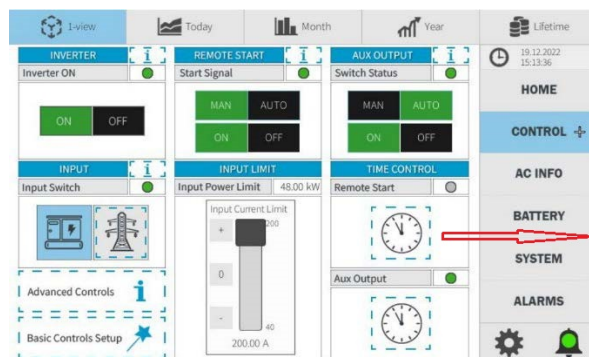 I-view
Today
Month
Year
Lifetime
INVERTER
i
REMOTE START
i
AUX OUTPUT
i
19.12.2022
15:13:36
Inverter ON
Start Signal
Switch Status
HOME
ON OFF
MAN AUTO
ON OFF
MAN AUTO
ON OFF
CONTROL
INPUT
i
INPUT LIMIT
TIME CONTROL
AC INFO
Input Switch
Input Power Limit 48.00 kW
Remote Start
Input Current Limit
+
200
0
-
40
200.00 A
BATTERY
SYSTEM
Advanced Controls i
Aux Output
ALARMS
Basic Controls Setup